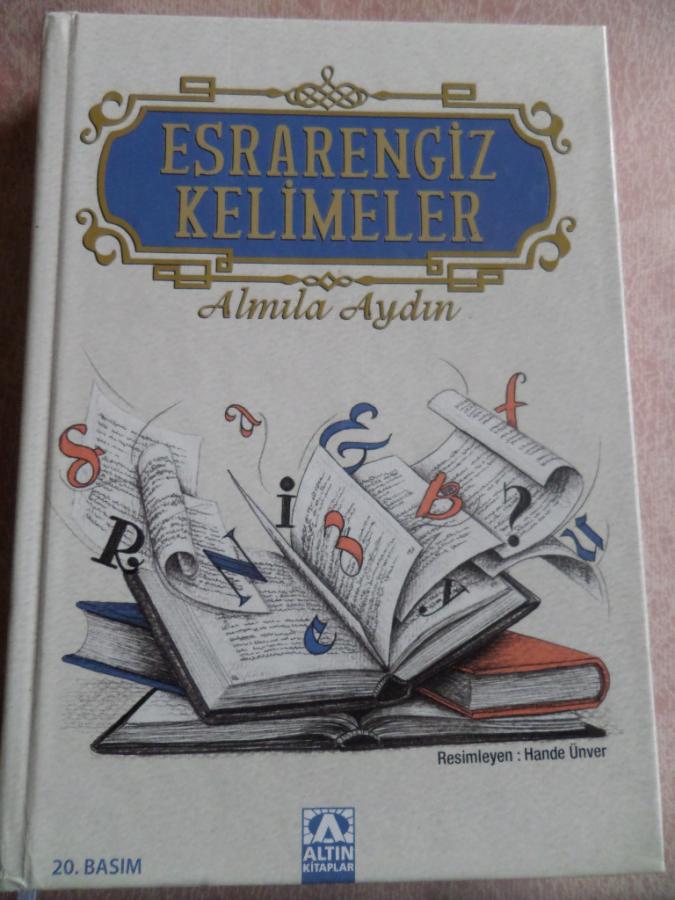 ESRARENGİZ
KELİMELER
Almıla Aydın
Resimleyen : Hande Ünver
ALTIN
KİTAPLAR
20. BASIM